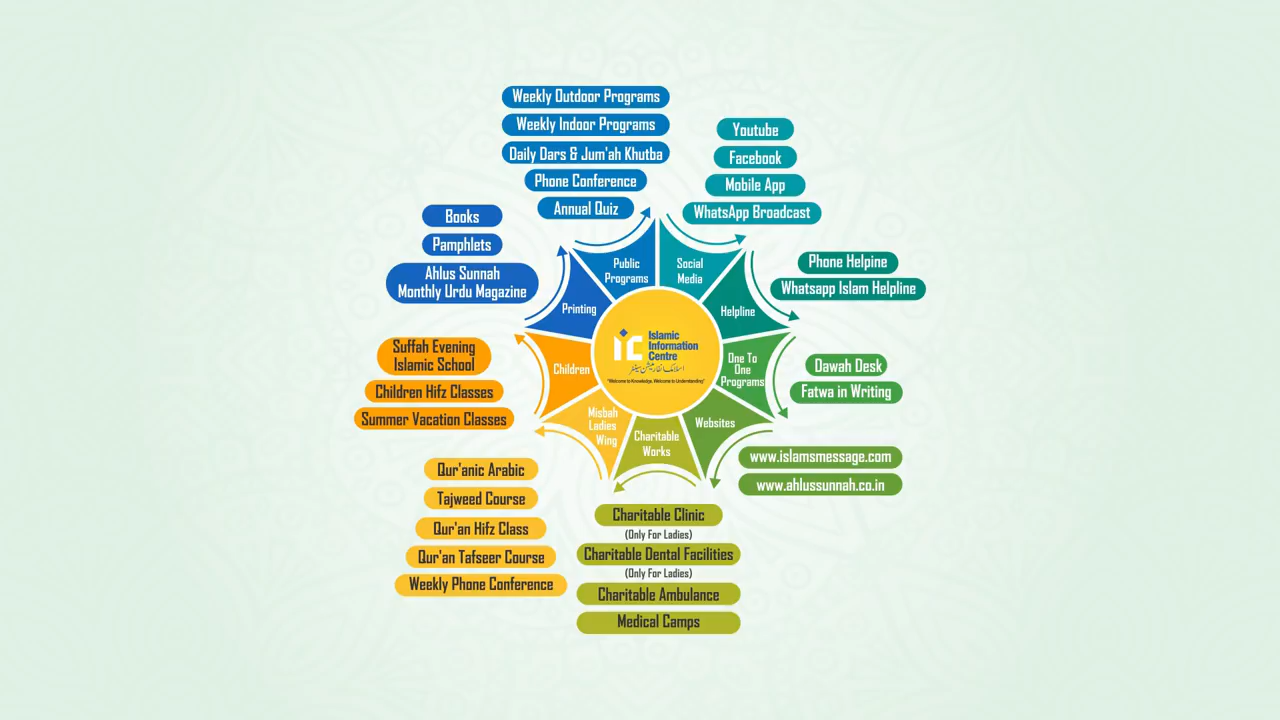 Weekly Outdoor Programs
Weekly Indoor Programs
Daily Dars & Jum'ah Khutba
Phone Conference
Annual Quiz
Youtube
Facebook
Mobile App
WhatsApp Broadcast
Books
Pamphlets
Ahlus Sunnah
Monthly Urdu Magazine
Phone Helpine
Whatsapp Islam Helpline
Suffah Evening
Islamic School
Children Hifz Classes
Summer Vacation Classes
Dawah Desk
Fatwa in Writing
Public
Programs
Social
Media
Printing
Helpline
Children
One To
One
Programs
Misbah
Ladies
Wing
Charitable
Works
Websites
iC
Islamic
Information
Centre
اسلامک انفارمیشن سینٹر
"Welcome to Knowledge, Welcome to Understanding"
www.islamsmessage.com
www.ahlussunnah.co.in
Qur'anic Arabic
Tajweed Course
Qur'an Hifz Class
Qur'an Tafseer Course
Weekly Phone Conference
Charitable Clinic
(Only For Ladies)
Charitable Dental Facilities
(Only For Ladies)
Charitable Ambulance
Medical Camps